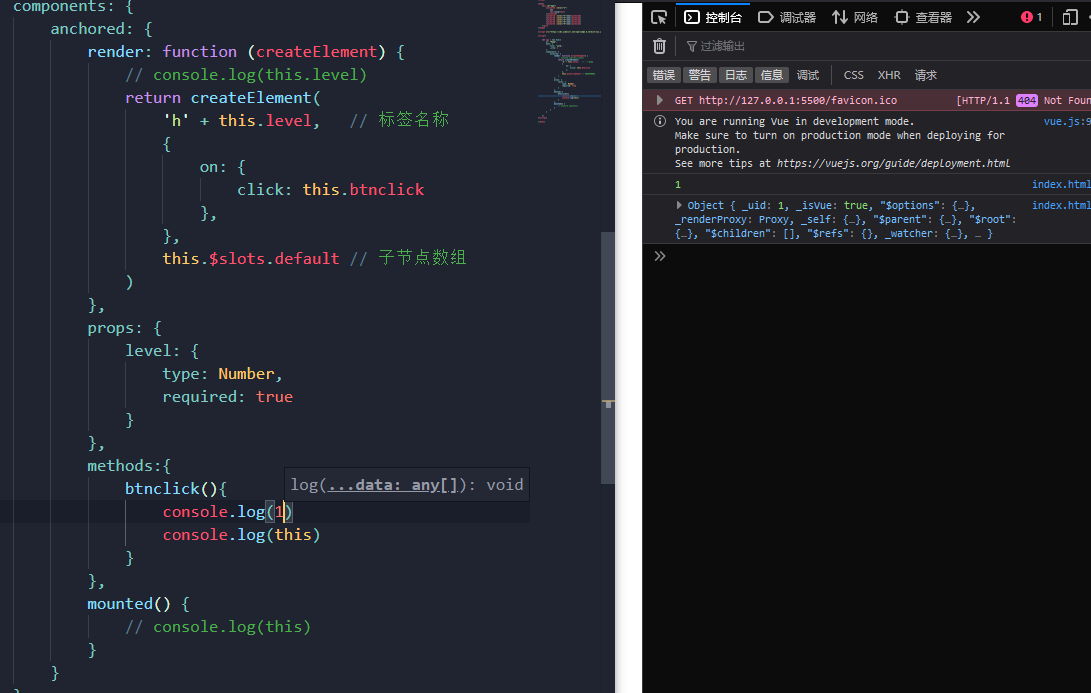 components: {
anchored: {
render: function (createElement) {
// console.log(this.level)
return createElement(
'h' + this.level,   // 标签名称
{
on: {
click: this.btnclick
},
},
this.$slots.default // 子节点数组
)
},
props: {
level: {
type: Number,
required: true
}
},
methods:{
log(...data: any[]): void
btnclick(){
console.log(1)
console.log(this)
}
},
mounted() {
// console.log(this)
}
}
控制台 调试器 网络 查看器 1
过滤输出
错误 警告 日志 信息 调试 CSS XHR 请求
GET http://127.0.0.1:5500/favicon.ico [HTTP/1.1 404 Not Foun
You are running Vue in development mode. vue.js:9
Make sure to turn on production mode when deploying for
production.
See more tips at https://vuejs.org/guide/deployment.html
1 index.html
Object { _uid: 1, _isVue: true, "$options": {…}, index.html
_renderProxy: Proxy, _self: {…}, "$parent": {…}, "$root":
{…}, "$children": [], "$refs": {}, _watcher: {…}, … }